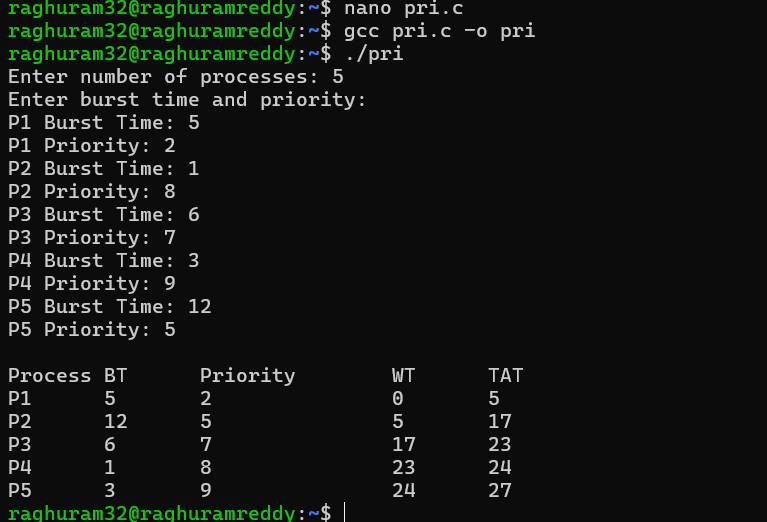 raghuram32@raghuramreddy:~$ nano pri.c
raghuram32@raghuramreddy:~$ gcc pri.c -o pri
raghuram32@raghuramreddy:~$ ./pri
Enter number of processes: 5
Enter burst time and priority:
P1 Burst Time: 5
P1 Priority: 2
P2 Burst Time: 1
P2 Priority: 8
P3 Burst Time: 6
P3 Priority: 7
P4 Burst Time: 3
P4 Priority: 9
P5 Burst Time: 12
P5 Priority: 5
Process BT Priority WT TAT
P1 5 2 0 5
P2 12 5 5 17
P3 6 7 17 23
P4 1 8 23 24
P5 3 9 24 27
raghuram32@raghuramreddy:~$